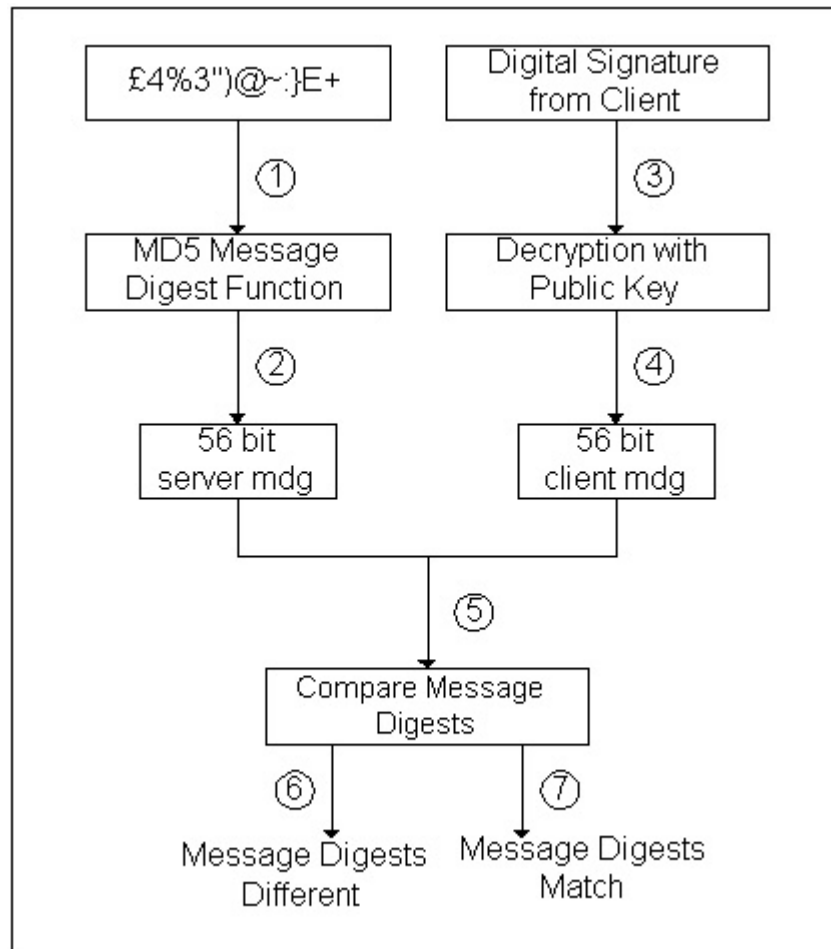 £4%3")@~:}E+
Digital Signature
from Client
1
3
MD5 Message
Digest Function
Decryption with
Public Key
2
4
56 bit
server mdg
56 bit
client mdg
5
Compare Message
Digests
6
7
Message Digests
Different
Message Digests
Match